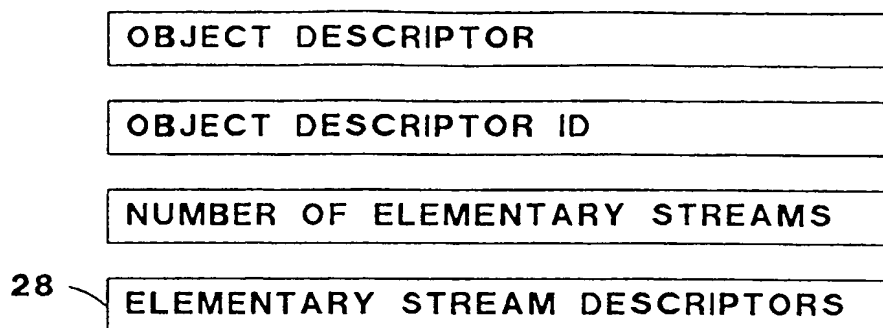 OBJECT DESCRIPTOR
OBJECT DESCRIPTOR ID
NUMBER OF ELEMENTARY STREAMS
28 ELEMENTARY STREAM DESCRIPTORS